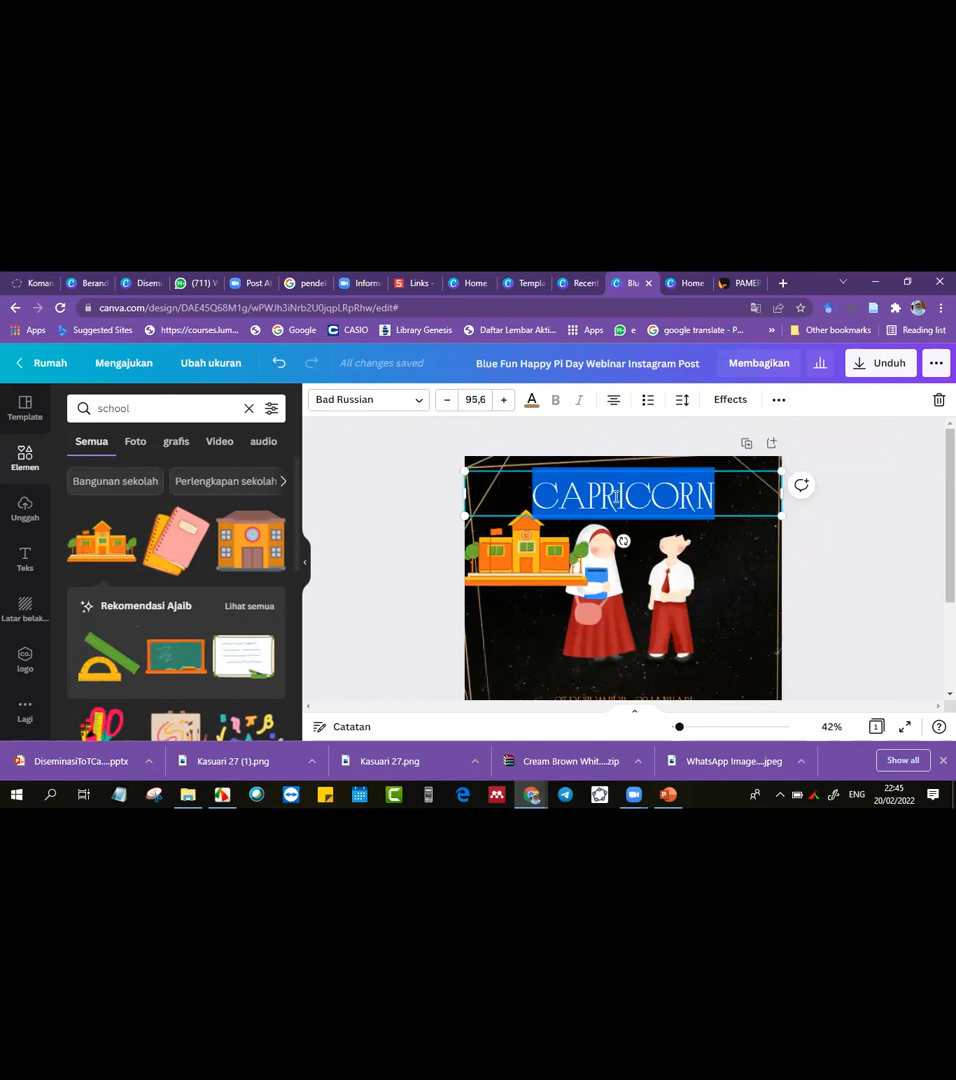 Koman
Beran
Disemi
(711) W
Post At
pendel
Inform
Links -
Home
Templa
Recent
Blu
Home
PAMER
canva.com/design/DAE45Q68M1g/wPWJh3iNrb2U0jqpLRpRhw/edit#
Apps
Suggested Sites
https://courses.lum...
Google
CASIO
Library Genesis
Daftar Lembar Akti...
Apps
e
google translate - P...
Other bookmarks
Reading list
Rumah
Mengajukan
Ubah ukuran
All changes saved
Blue Fun Happy Pi Day Webinar Instagram Post
Membagikan
Unduh
Template
Elemen
Unggah
Teks
Latar belak...
logo
Lagi
school
Semua
Foto
grafis
Video
audio
Bangunan sekolah
Perlengkapan sekolah
Rekomendasi Ajaib
Lihat semua
Bad Russian
95,6
Effects
CAPRICORN
Catatan
42%
1
DiseminasiToTCa....pptx
Kasuari 27 (1).png
Kasuari 27.png
Cream Brown Whit....zip
WhatsApp Image....jpeg
Show all
ENG
22:45
20/02/2022